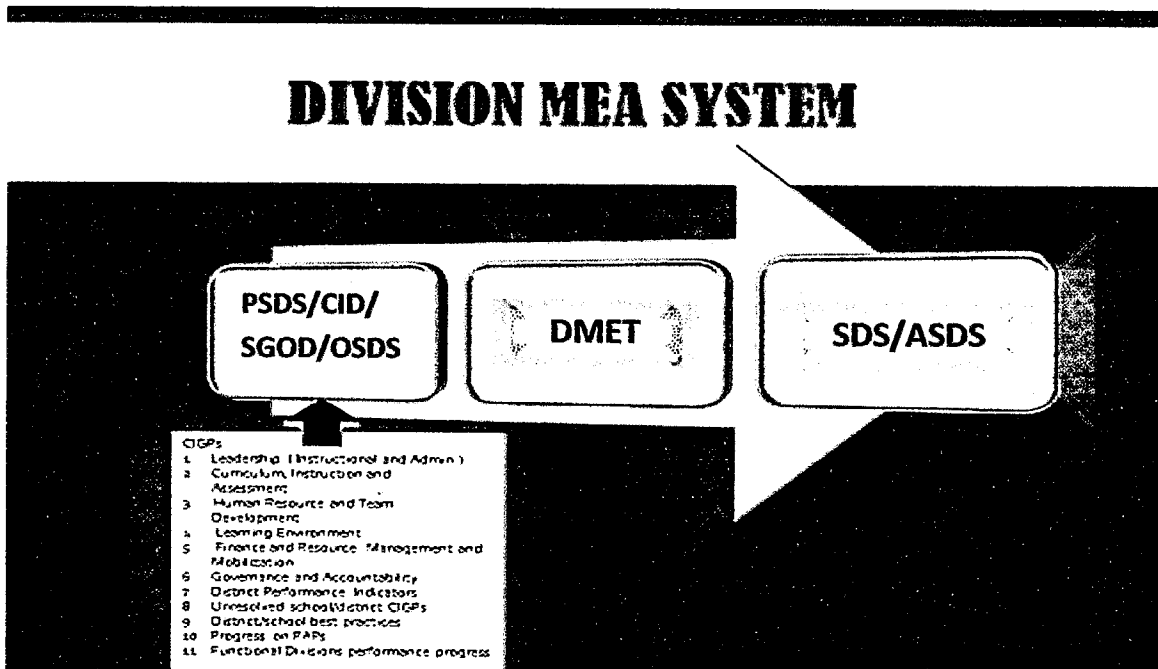 DIVISION MEA SYSTEM
PSDS/CID/
SGOD/OSDS
DMET
SDS/ASDS
CIGPs
1 Leadership (Instructional and Admin)
2 Curriculum, Instruction and
Assessment
3 Human Resource and Team
Development
4 Learning Environment
5 Finance and Resource Management and
Mobilization
6 Governance and Accountability
7 District Performance Indicators
8 Unresolved school/district CIGPs
9 District/school best practices
10 Progress on PAPs
11 Functional Divisions performance progress